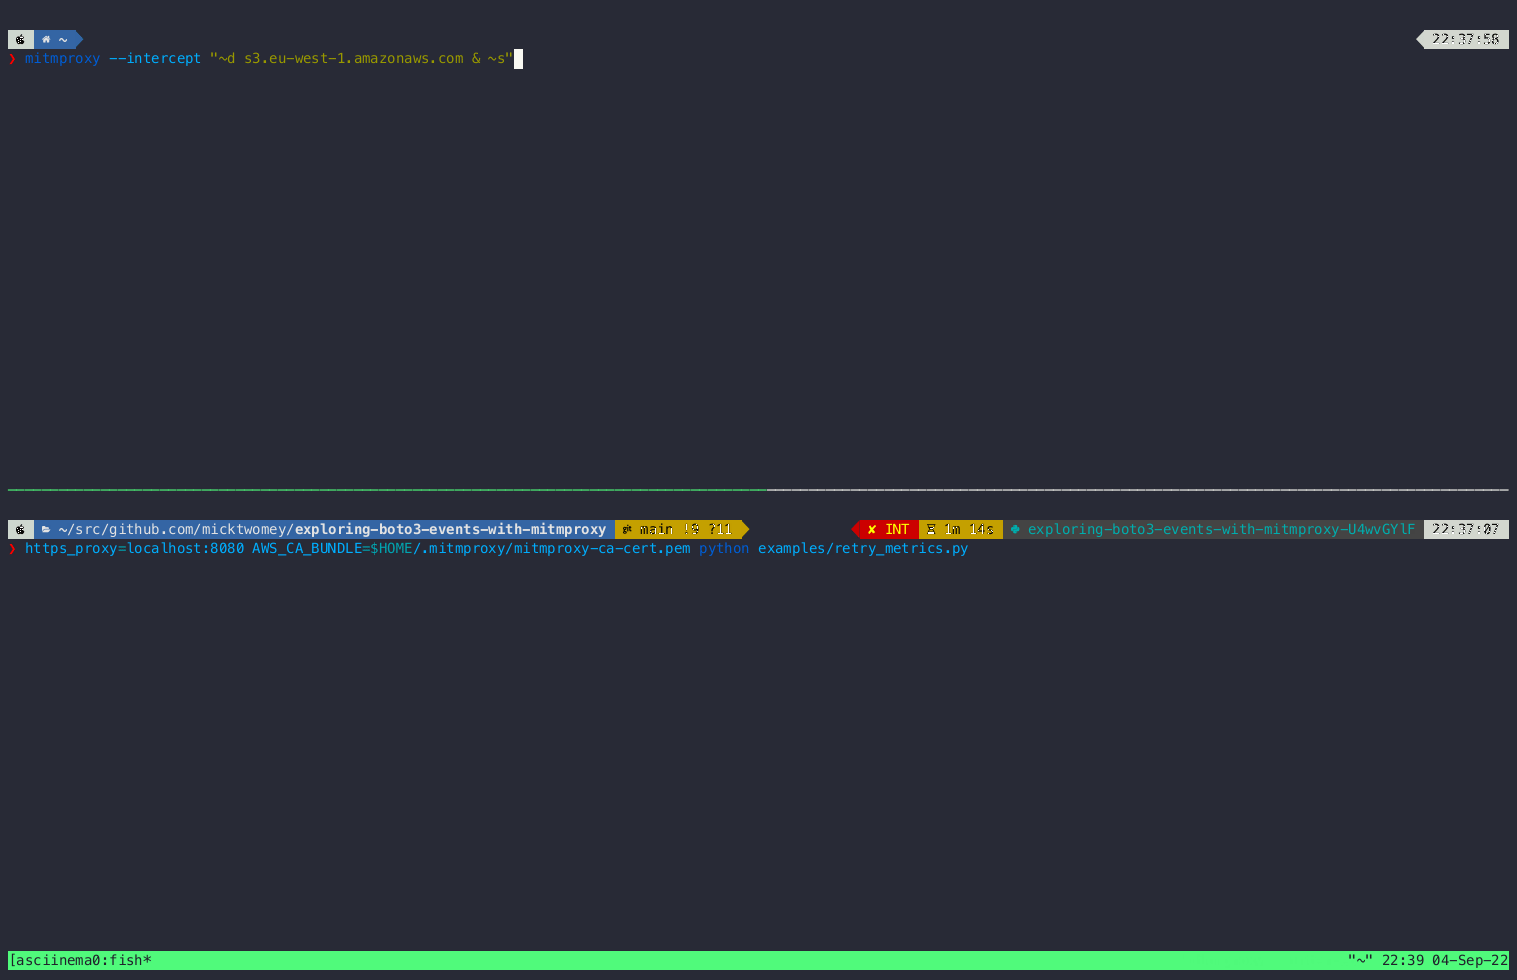 ~ 22:37:58
❯ mitmproxy --intercept "~d s3.eu-west-1.amazonaws.com & ~s"
~/src/github.com/micktwomey/exploring-boto3-events-with-mitmproxy main !9 ?11 ✘ INT 1m 14s exploring-boto3-events-with-mitmproxy-U4wvGYlF 22:37:07
❯ https_proxy=localhost:8080 AWS_CA_BUNDLE=$HOME/.mitmproxy/mitmproxy-ca-cert.pem python examples/retry_metrics.py
[asciinema0:fish* "~" 22:39 04-Sep-22